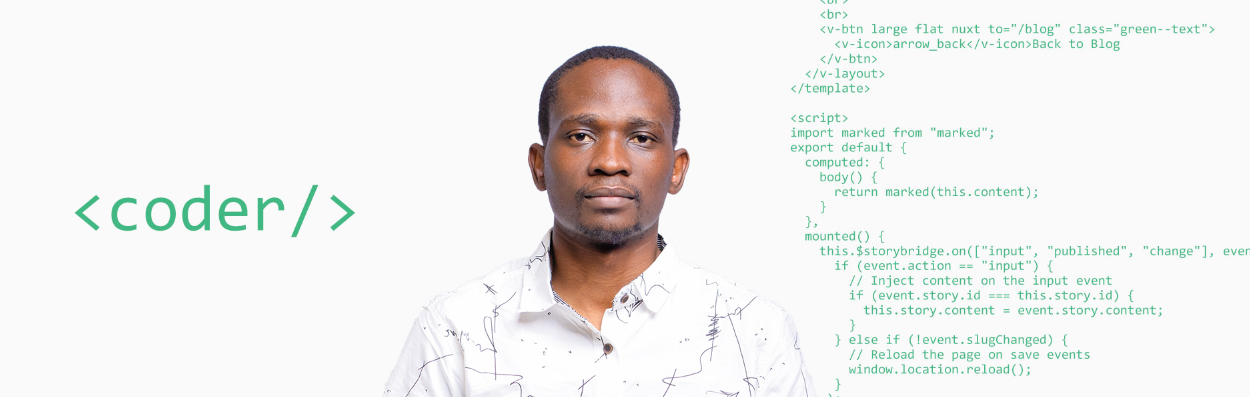 <coder/>
<br>
<br>
<v-btn large flat nuxt to="/blog" class="green--text">
<v-icon>arrow_back</v-icon>Back to Blog
</v-btn>
</v-layout>
</template>
<script>
import marked from "marked";
export default {
computed: {
body() {
return marked(this.content);
}
},
mounted() {
this.$storybridge.on(["input", "published", "change"],
if (event.action == "input") {
// Inject content on the input event
if (event.story.id === this.story.id) {
this.story.content = event.story.content;
}
} else if (!event.slugChanged) {
// Reload the page on save events
window.location.reload();
}